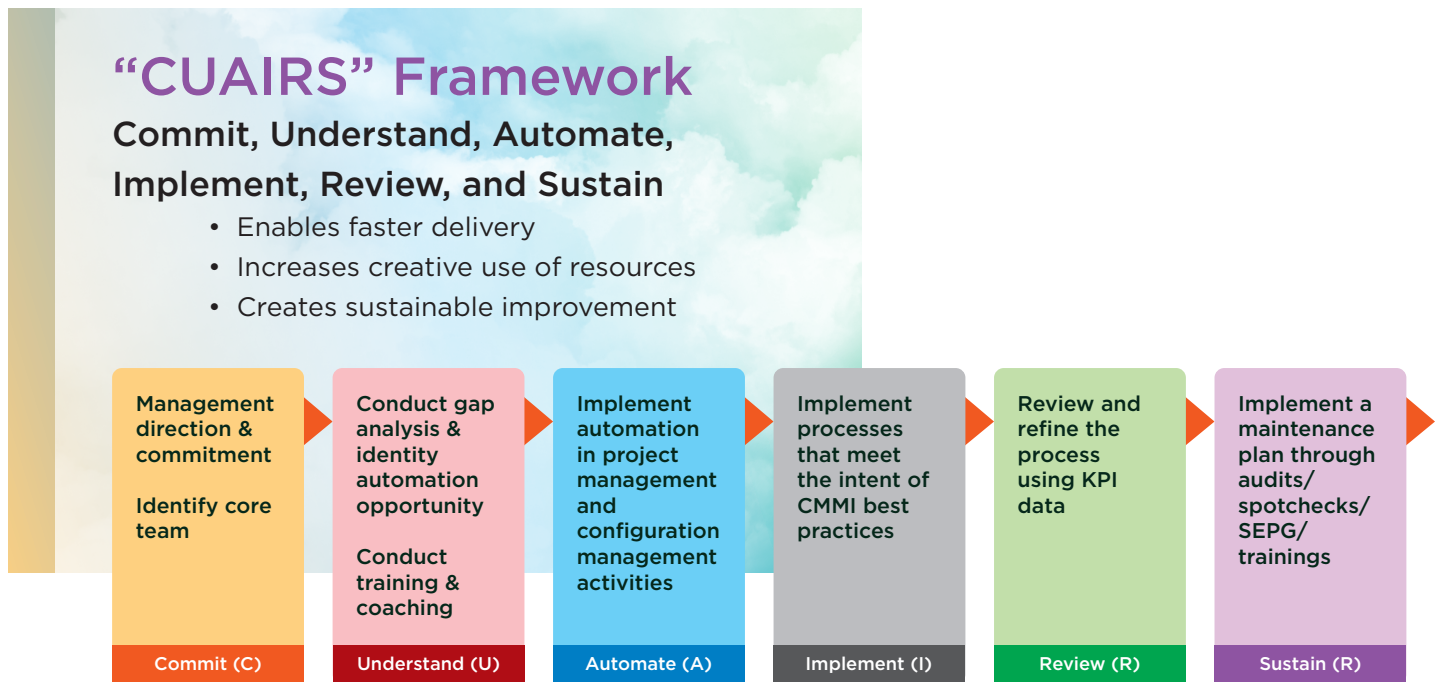 “CUAIRS” Framework
Commit, Understand, Automate,
Implement, Review, and Sustain
• Enables faster delivery
• Increases creative use of resources
• Creates sustainable improvement
Management
direction &
commitment
Identify core
team
Commit (C)
Conduct gap
analysis &
identity
automation
opportunity
Conduct
training &
coaching
Understand (U)
Implement
automation
in project
management
and
configuration
management
activities
Automate (A)
Implement
processes
that meet
the intent of
CMMI best
practices
Implement (I)
Review and
refine the
process
using KPI
data
Review (R)
Implement a
maintenance
plan through
audits/
spotchecks/
SEPG/
trainings
Sustain (R)